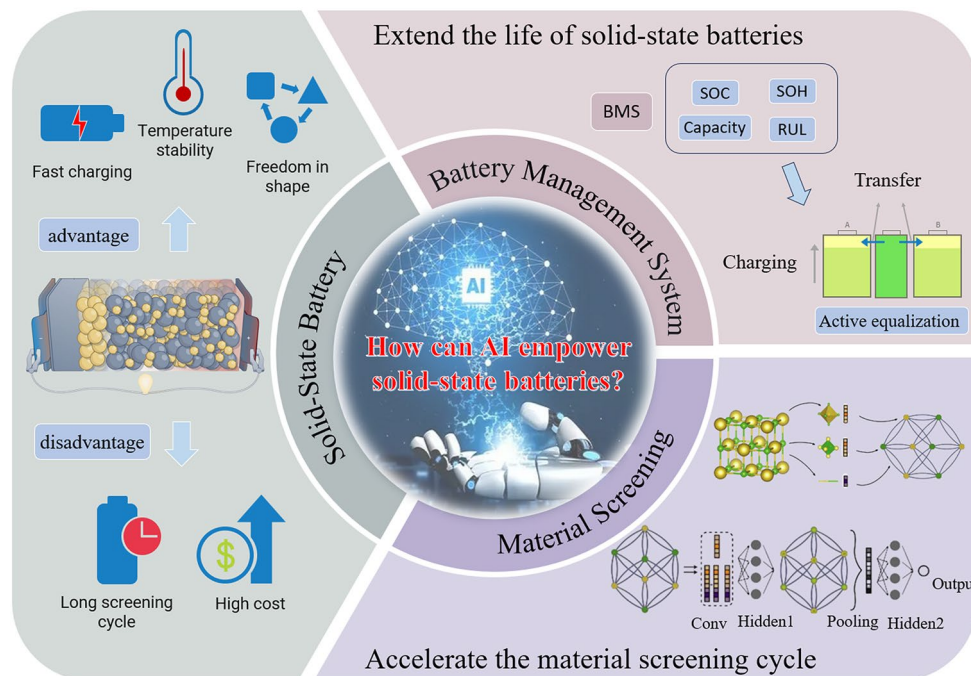 Extend the life of solid-state batteries
Temperature
stability
Fast charging
Freedom in
shape
advantage
disadvantage
Long screening
cycle
High cost
$
Solid-State Battery
Battery Management System
Material Screening
AI
How can AI empower
solid-state batteries?
BMS
SOC
SOH
Capacity
RUL
Transfer
A
B
Charging
Active equalization
Conv
Hidden1
Pooling
Hidden2
Output
Accelerate the material screening cycle